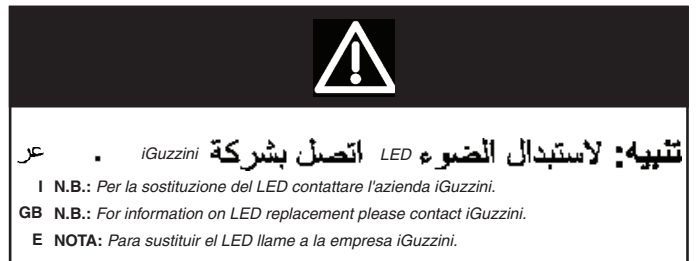 عر تنبيه: لاستبدال الضوء LED اتصل بشركة iGuzzini .
I N.B.: Per la sostituzione del LED contattare l'azienda iGuzzini.
GB N.B.: For information on LED replacement please contact iGuzzini.
E NOTA: Para sustituir el LED llame a la empresa iGuzzini.